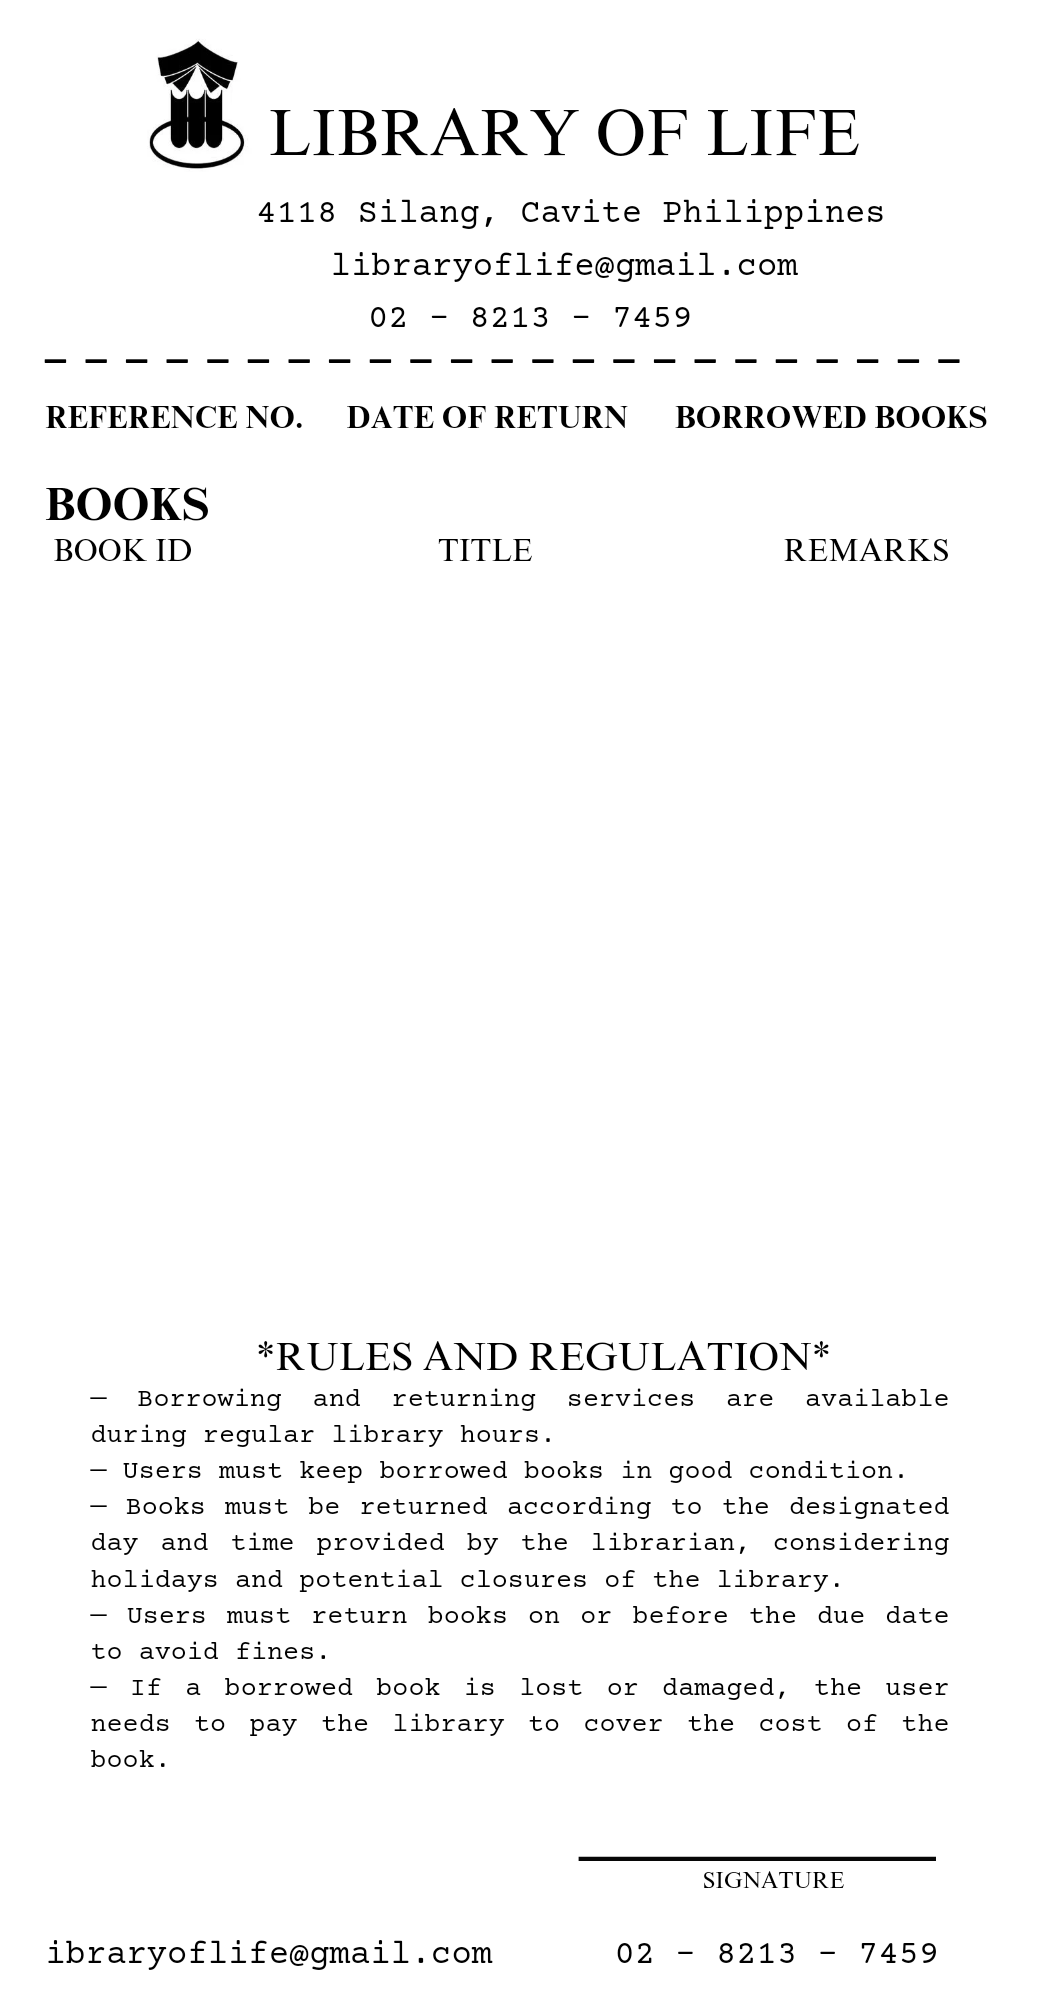 LIBRARY OF LIFE
4118 Silang, Cavite Philippines
libraryoflife@gmail.com
02 - 8213 - 7459
REFERENCE NO. DATE OF RETURN BORROWED BOOKS
BOOKS
BOOK ID TITLE REMARKS
*RULES AND REGULATION*
— Borrowing and returning services are available
during regular library hours.
— Users must keep borrowed books in good condition.
— Books must be returned according to the designated
day and time provided by the librarian, considering
holidays and potential closures of the library.
— Users must return books on or before the due date
to avoid fines.
— If a borrowed book is lost or damaged, the user
needs to pay the library to cover the cost of the
book.
SIGNATURE
ibraryoflife@gmail.com 02 - 8213 - 7459